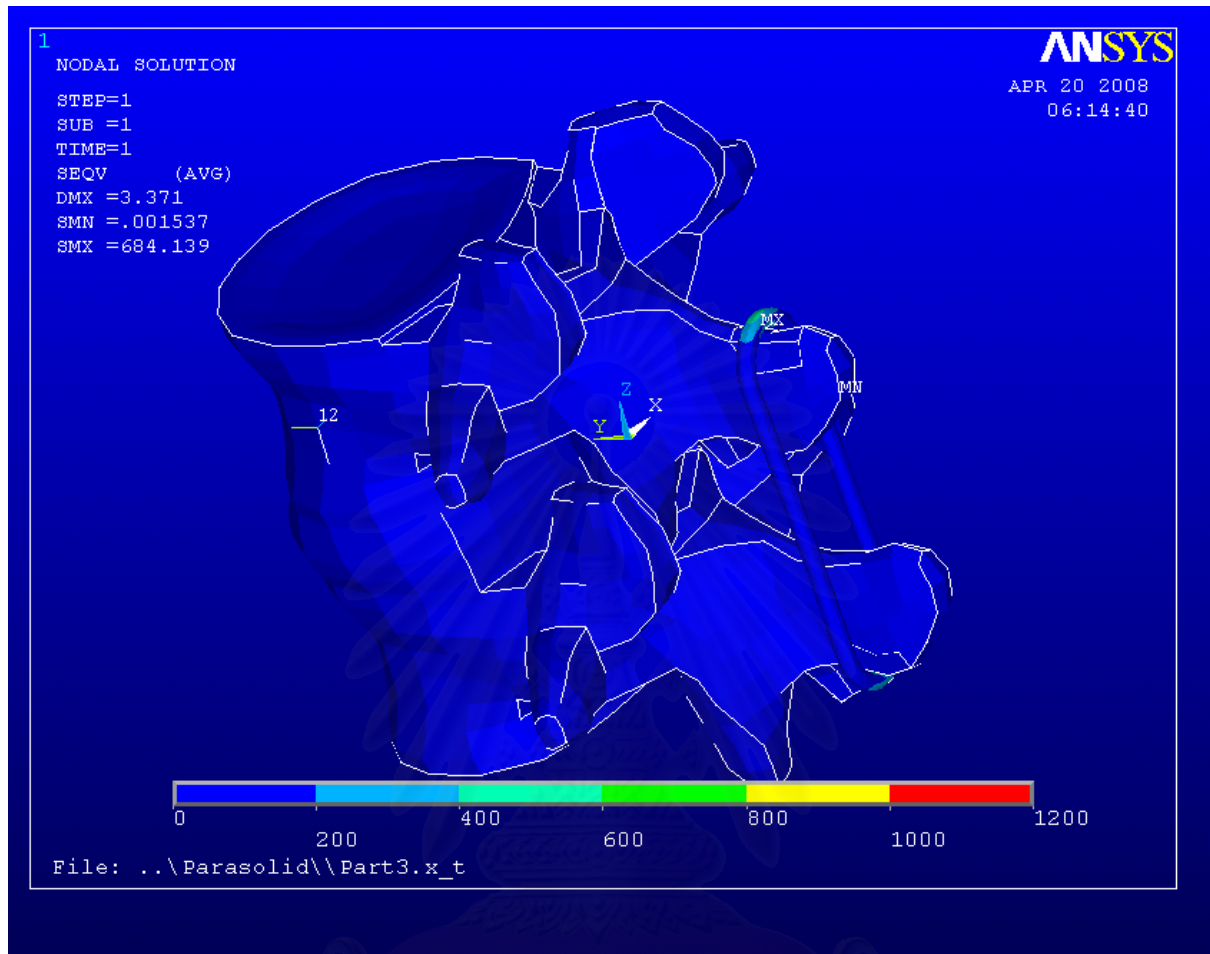 1
ANSYS
NODAL SOLUTION
APR 20 2008
06:14:40
STEP=1
SUB =1
TIME=1
SEQV (AVG)
DMX =3.371
SMN =.001537
SMX =684.139
MX
MN
12
Z
X
Y
0
200
400
600
800
1000
1200
File: ..\Parasolid\\Part3.x_t